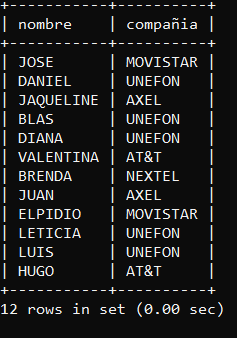 +-----------+----------+
| nombre    | compañia |
+-----------+----------+
| JOSE      | MOVISTAR |
| DANIEL    | UNEFON   |
| JAQUELINE | AXEL     |
| BLAS      | UNEFON   |
| DIANA     | UNEFON   |
| VALENTINA | AT&T     |
| BRENDA    | NEXTEL   |
| JUAN      | AXEL     |
| ELPIDIO   | MOVISTAR |
| LETICIA   | UNEFON   |
| LUIS      | UNEFON   |
| HUGO      | AT&T     |
+-----------+----------+
12 rows in set (0.00 sec)